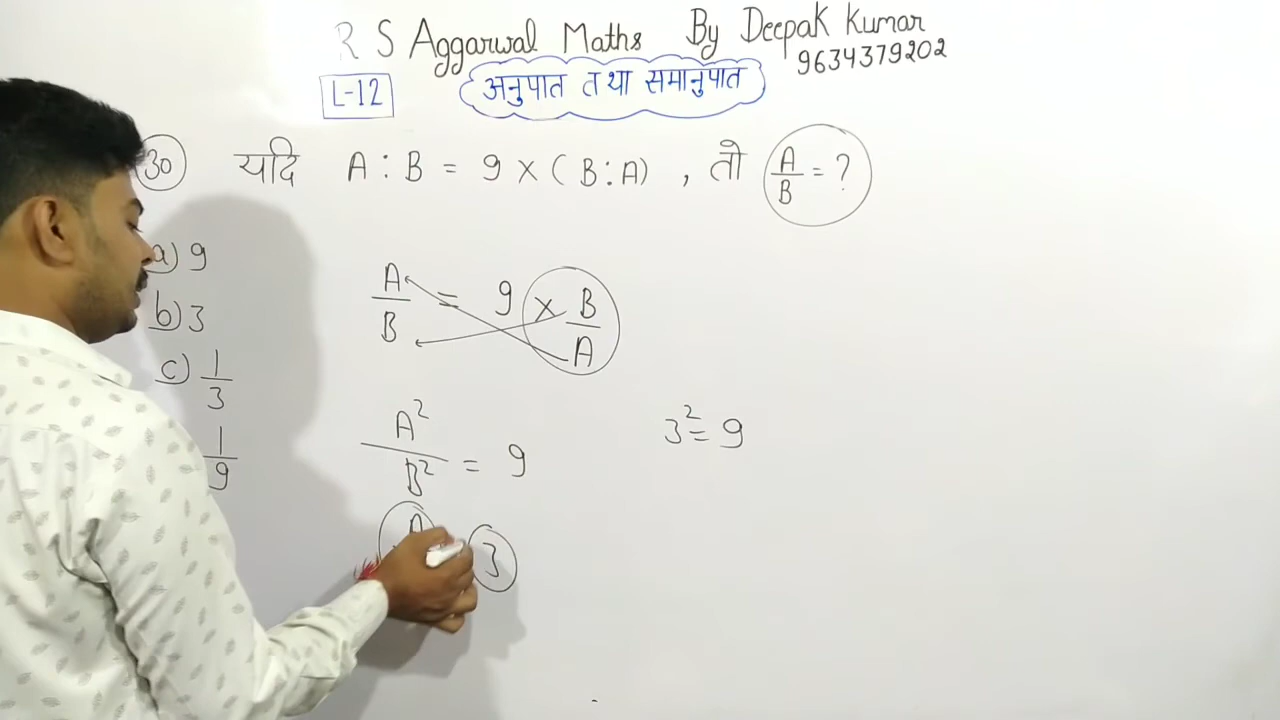 R S Aggarwal Maths By Deepak Kumar
9634379202
L-12
अनुपात तथा समानुपात
30 यदि A : B = 9 × ( B : A ) , तो A/B = ?
a) 9
b) 3
c) 1/3
1/9
A/B = 9 × B/A
A²/B² = 9
3² = 9
A
3